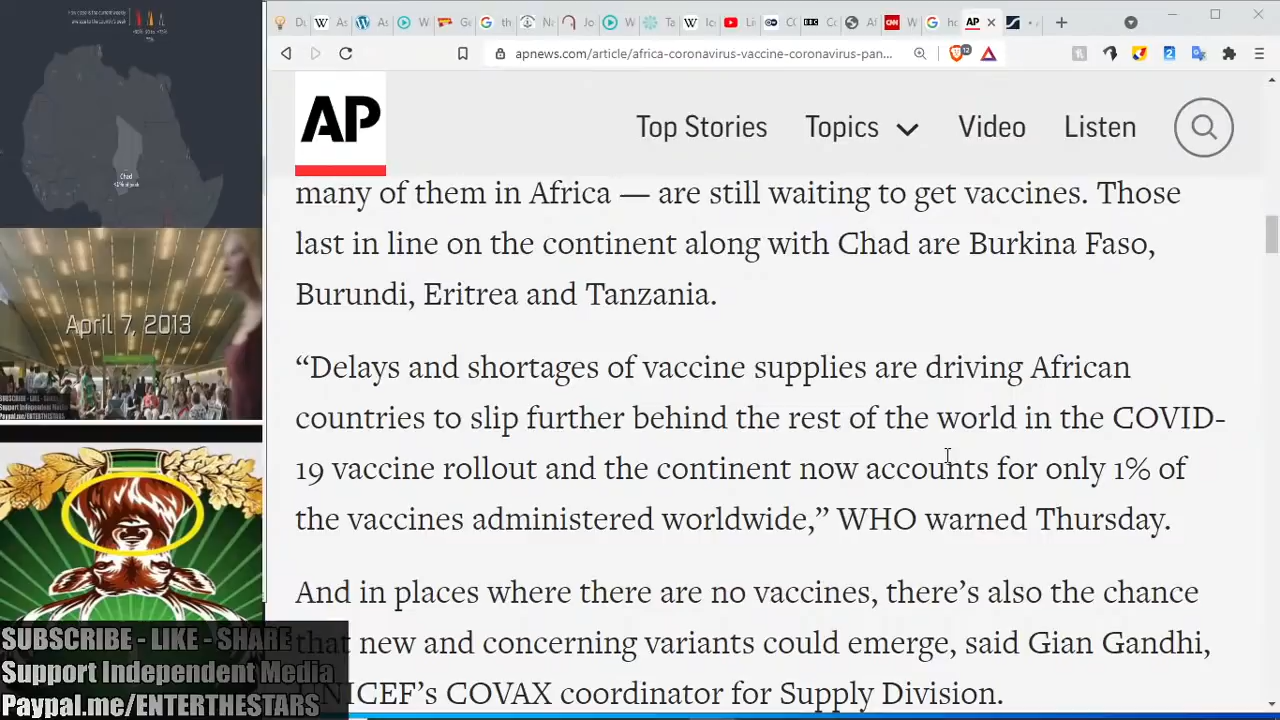 apnews.com/article/africa-coronavirus-vaccine-coronavirus-pan...
AP
Top Stories
Topics
Video
Listen
many of them in Africa — are still waiting to get vaccines. Those
last in line on the continent along with Chad are Burkina Faso,
Burundi, Eritrea and Tanzania.
“Delays and shortages of vaccine supplies are driving African
countries to slip further behind the rest of the world in the COVID-
19 vaccine rollout and the continent now accounts for only 1% of
the vaccines administered worldwide,” WHO warned Thursday.
And in places where there are no vaccines, there’s also the chance
that new and concerning variants could emerge, said Gian Gandhi,
UNICEF’s COVAX coordinator for Supply Division.
Chad
April 7, 2013
SUBSCRIBE - LIKE - SHARE
Support Independent Media
Paypal.me/ENTERTHESTARS